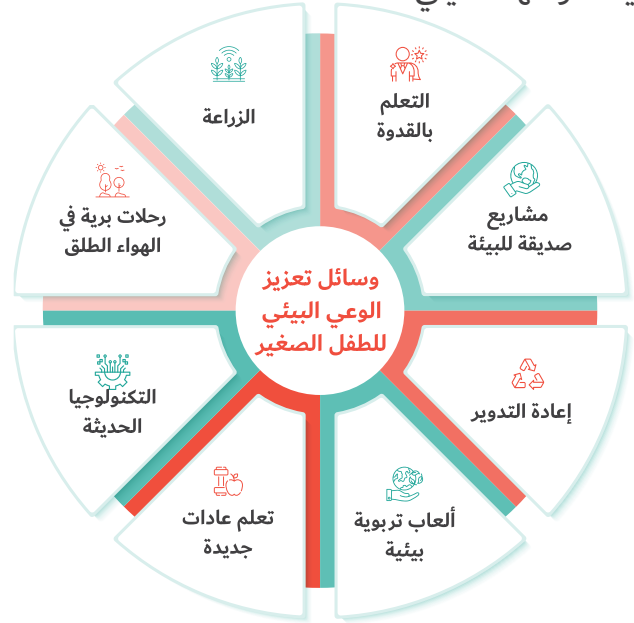 وسائل تعزيز
الوعي البيئي
للطفل الصغير
التعلم
بالقدوة
مشاريع
صديقة للبيئة
إعادة التدوير
ألعاب تربوية
بيئية
تعلم عادات
جديدة
التكنولوجيا
الحديثة
رحلات برية في
الهواء الطلق
الزراعة